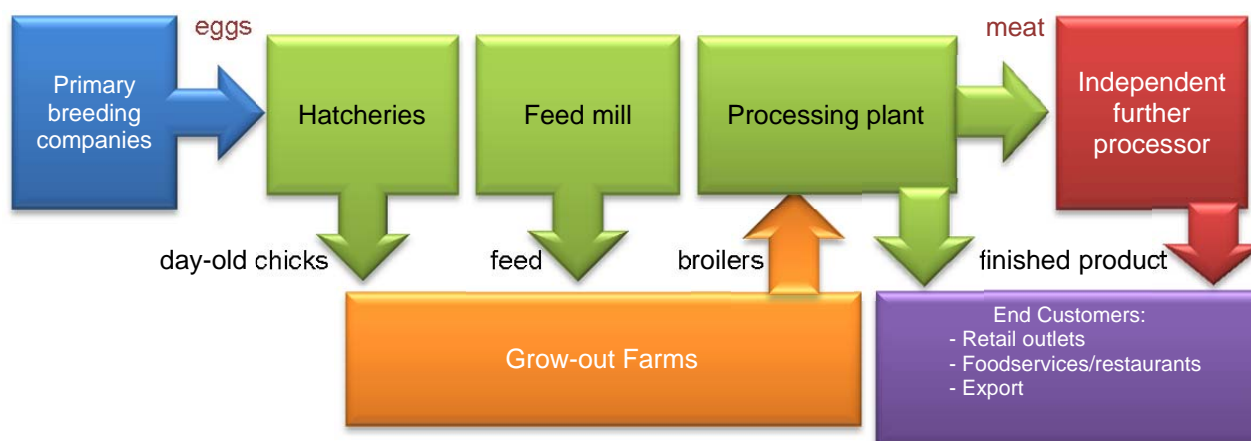 eggs
meat
Primary
breeding
companies
Hatcheries
Feed mill
Processing plant
Independent
further
processor
day-old chicks
feed
broilers
finished product
Grow-out Farms
End Customers:
- Retail outlets
- Foodservices/restaurants
- Export